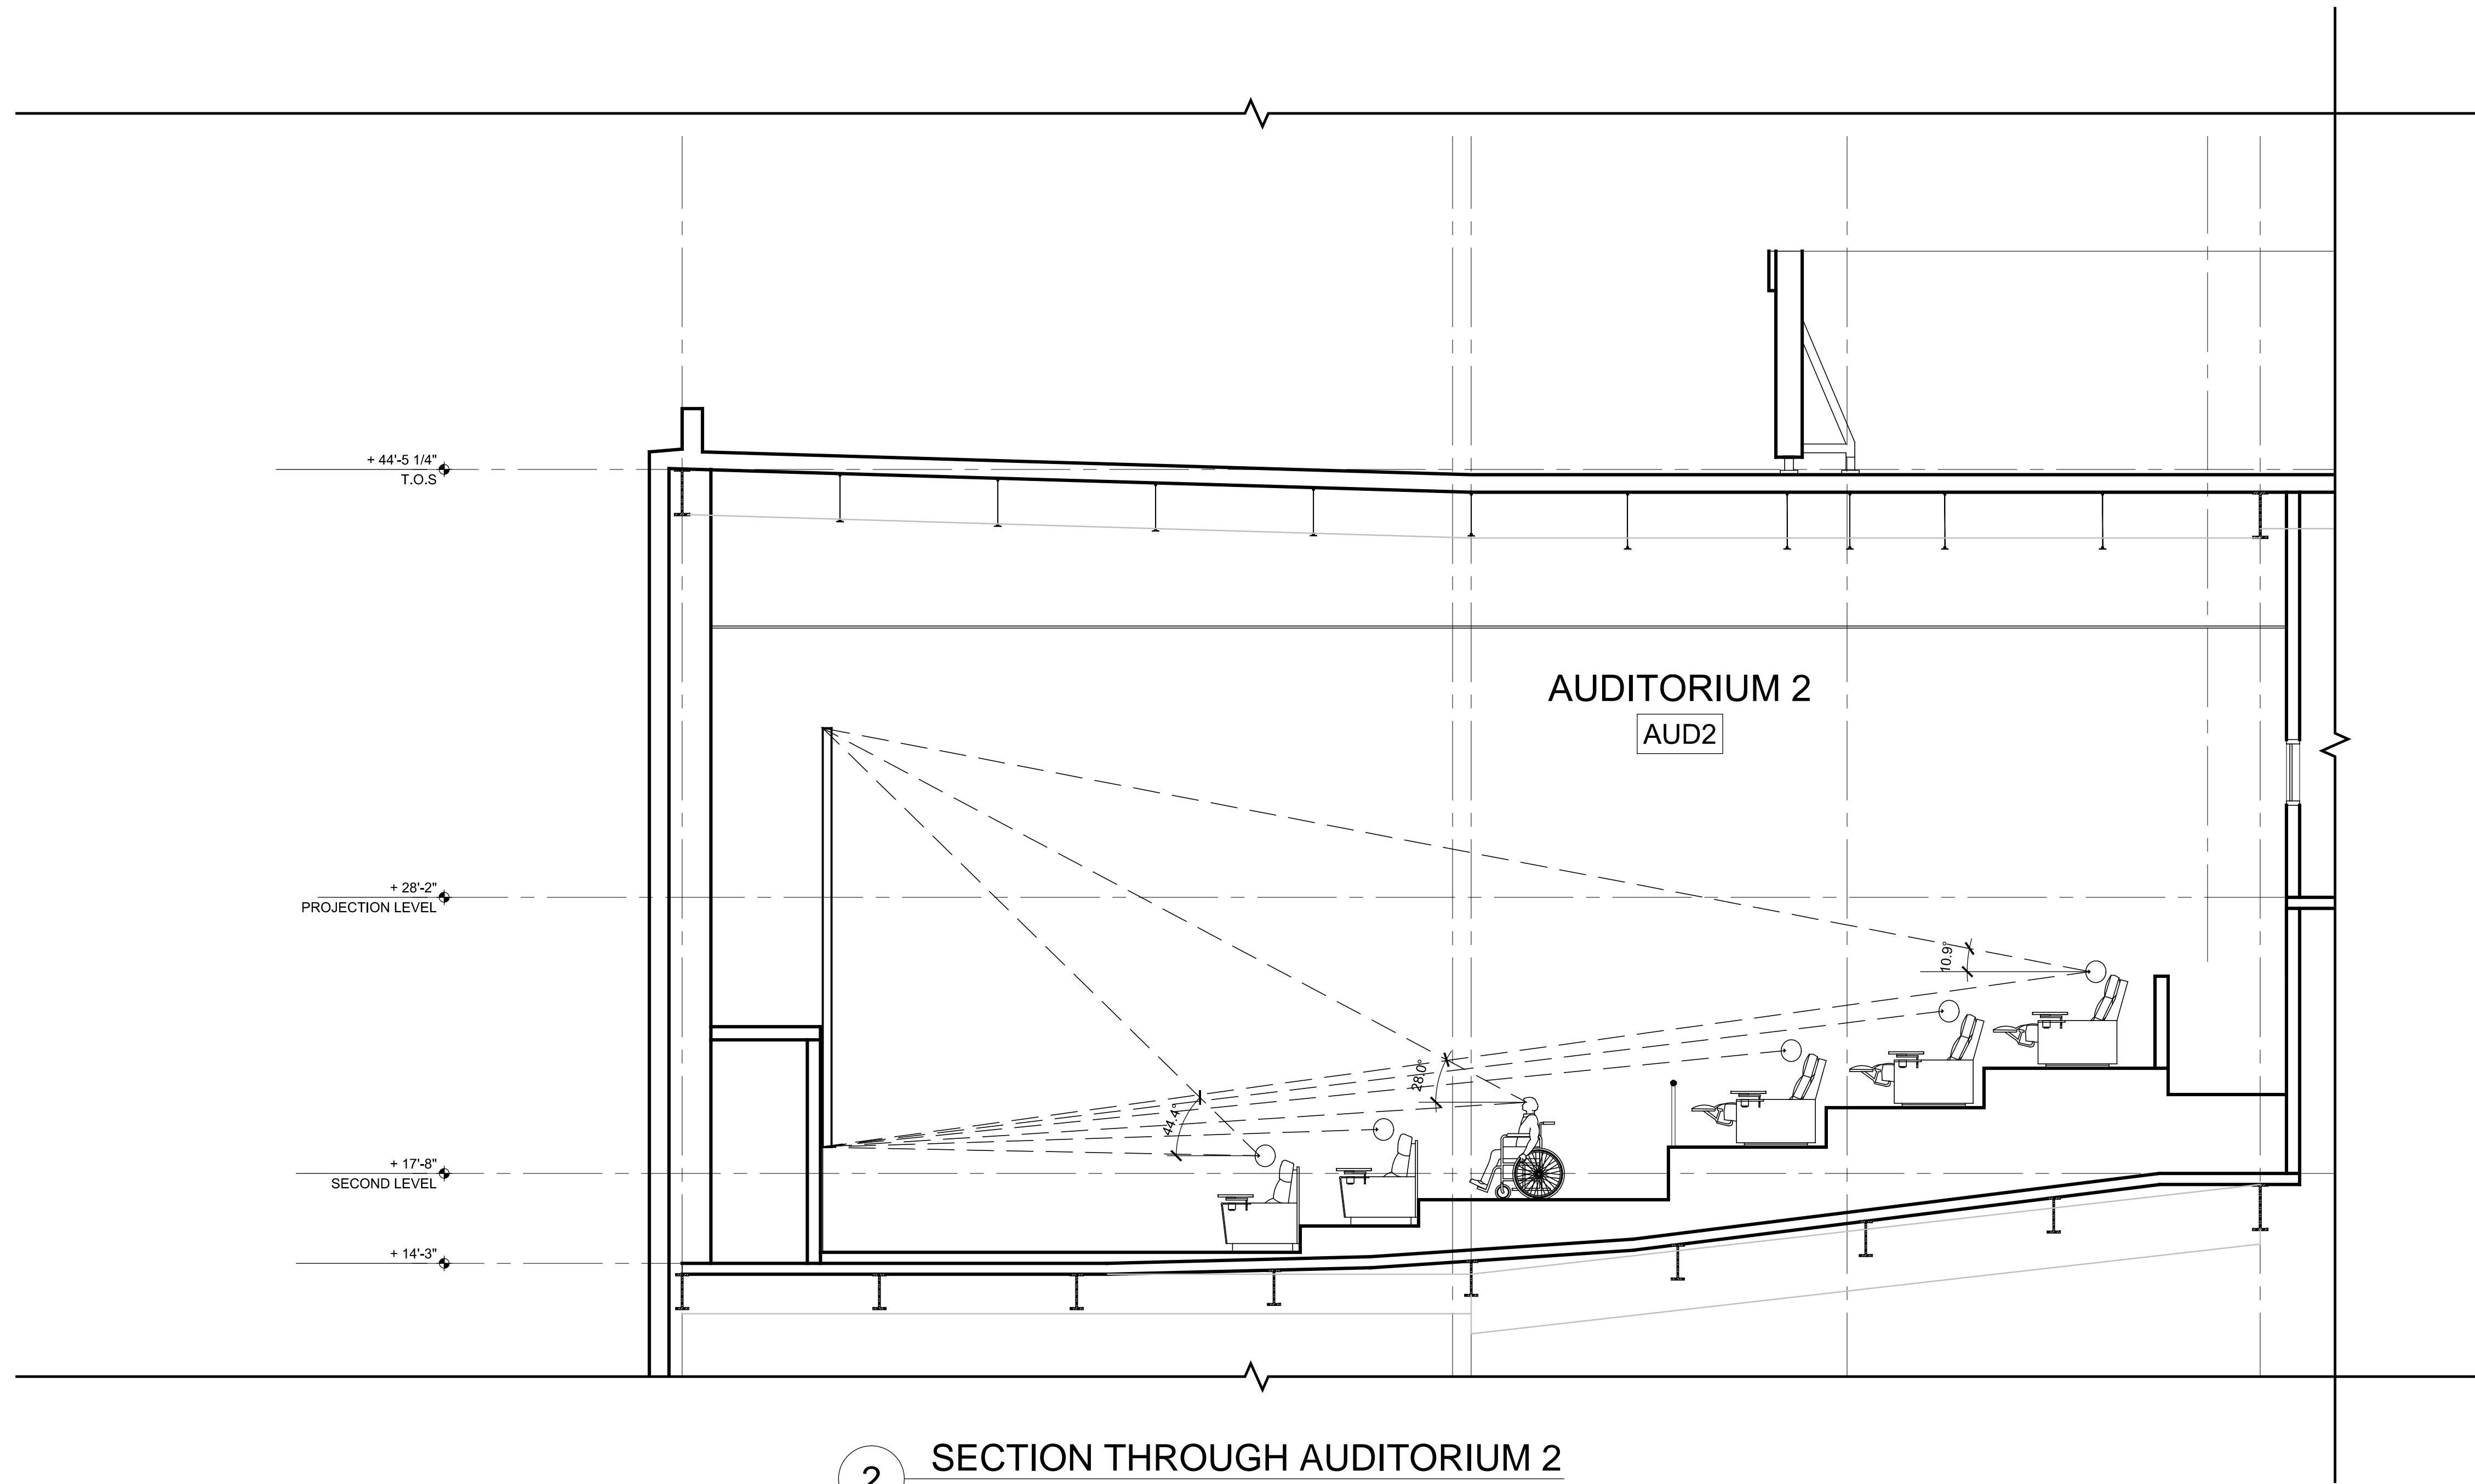 + 44'-5 1/4"
T.O.S
AUDITORIUM 2
AUD2
+ 28'-2"
PROJECTION LEVEL
10.9°
28.0°
44.4°
+ 17'-8"
SECOND LEVEL
+ 14'-3"
2
SECTION THROUGH AUDITORIUM 2